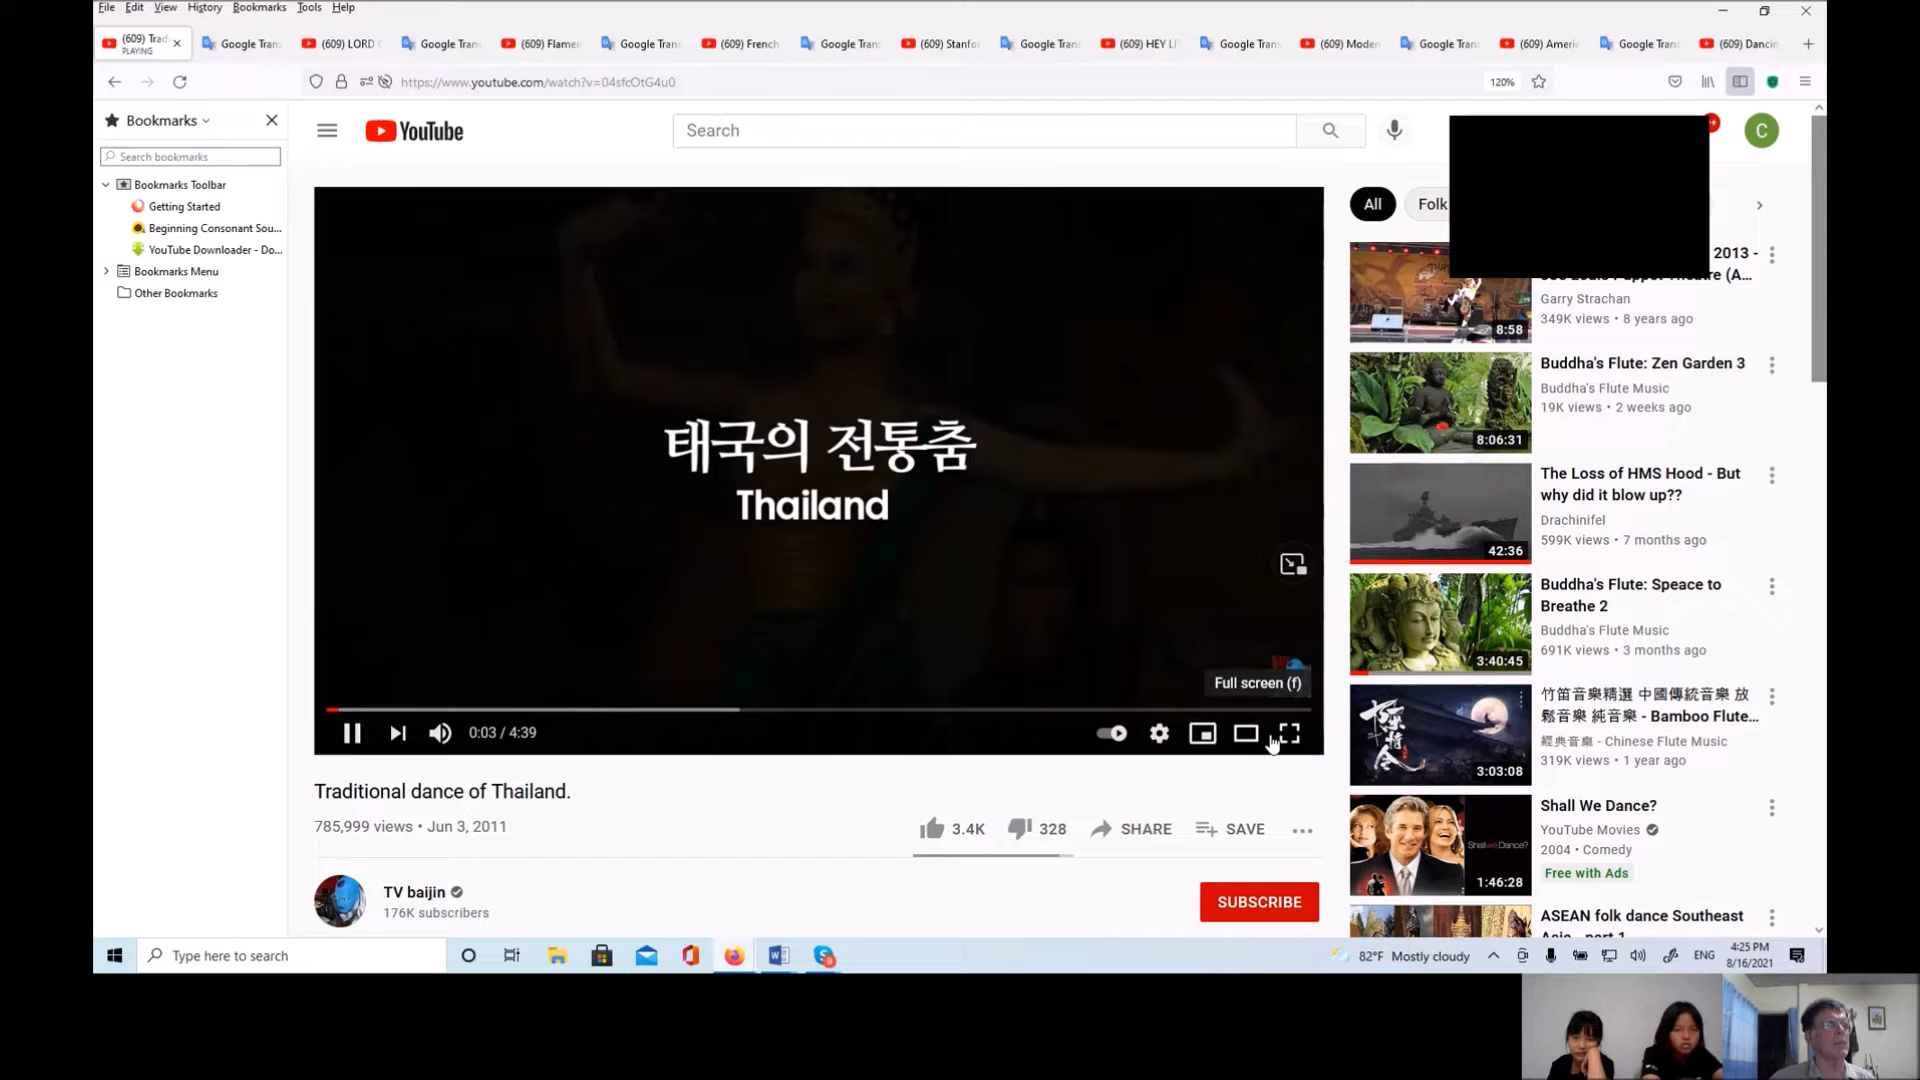 File Edit View History Bookmarks Tools Help
(609) Trad
PLAYING
Google Tran
(609) LORD
Google Tran
(609) Flamer
Google Tran
(609) French
Google Tran
(609) Stanfo
Google Tran
(609) HEY LI
Google Tran
(609) Moder
Google Tran
(609) Ameri
Google Tran
(609) Dancin
https://www.youtube.com/watch?v=04sfcOtG4u0
120%
Bookmarks
Search bookmarks
Bookmarks Toolbar
Getting Started
Beginning Consonant Sou...
YouTube Downloader - Do...
Bookmarks Menu
Other Bookmarks
YouTube
Search
C
태국의 전통춤
Thailand
Full screen (f)
0:03 / 4:39
Traditional dance of Thailand.
785,999 views • Jun 3, 2011
3.4K
328
SHARE
SAVE
TV baijin
176K subscribers
SUBSCRIBE
All
Folk
2013 -
Theatre (A...
Garry Strachan
349K views • 8 years ago
8:58
Buddha's Flute: Zen Garden 3
Buddha's Flute Music
19K views • 2 weeks ago
8:06:31
The Loss of HMS Hood - But
why did it blow up??
Drachinifel
599K views • 7 months ago
42:36
Buddha's Flute: Speace to
Breathe 2
Buddha's Flute Music
691K views • 3 months ago
3:40:45
竹笛音樂精選 中國傳統音樂 放
鬆音樂 純音樂 - Bamboo Flute...
經典音樂 - Chinese Flute Music
319K views • 1 year ago
3:03:08
Shall We Dance?
YouTube Movies
2004 • Comedy
Free with Ads
Shall we Dance?
1:46:28
ASEAN folk dance Southeast
Asia - part 1
Type here to search
82°F Mostly cloudy
ENG
4:25 PM
8/16/2021